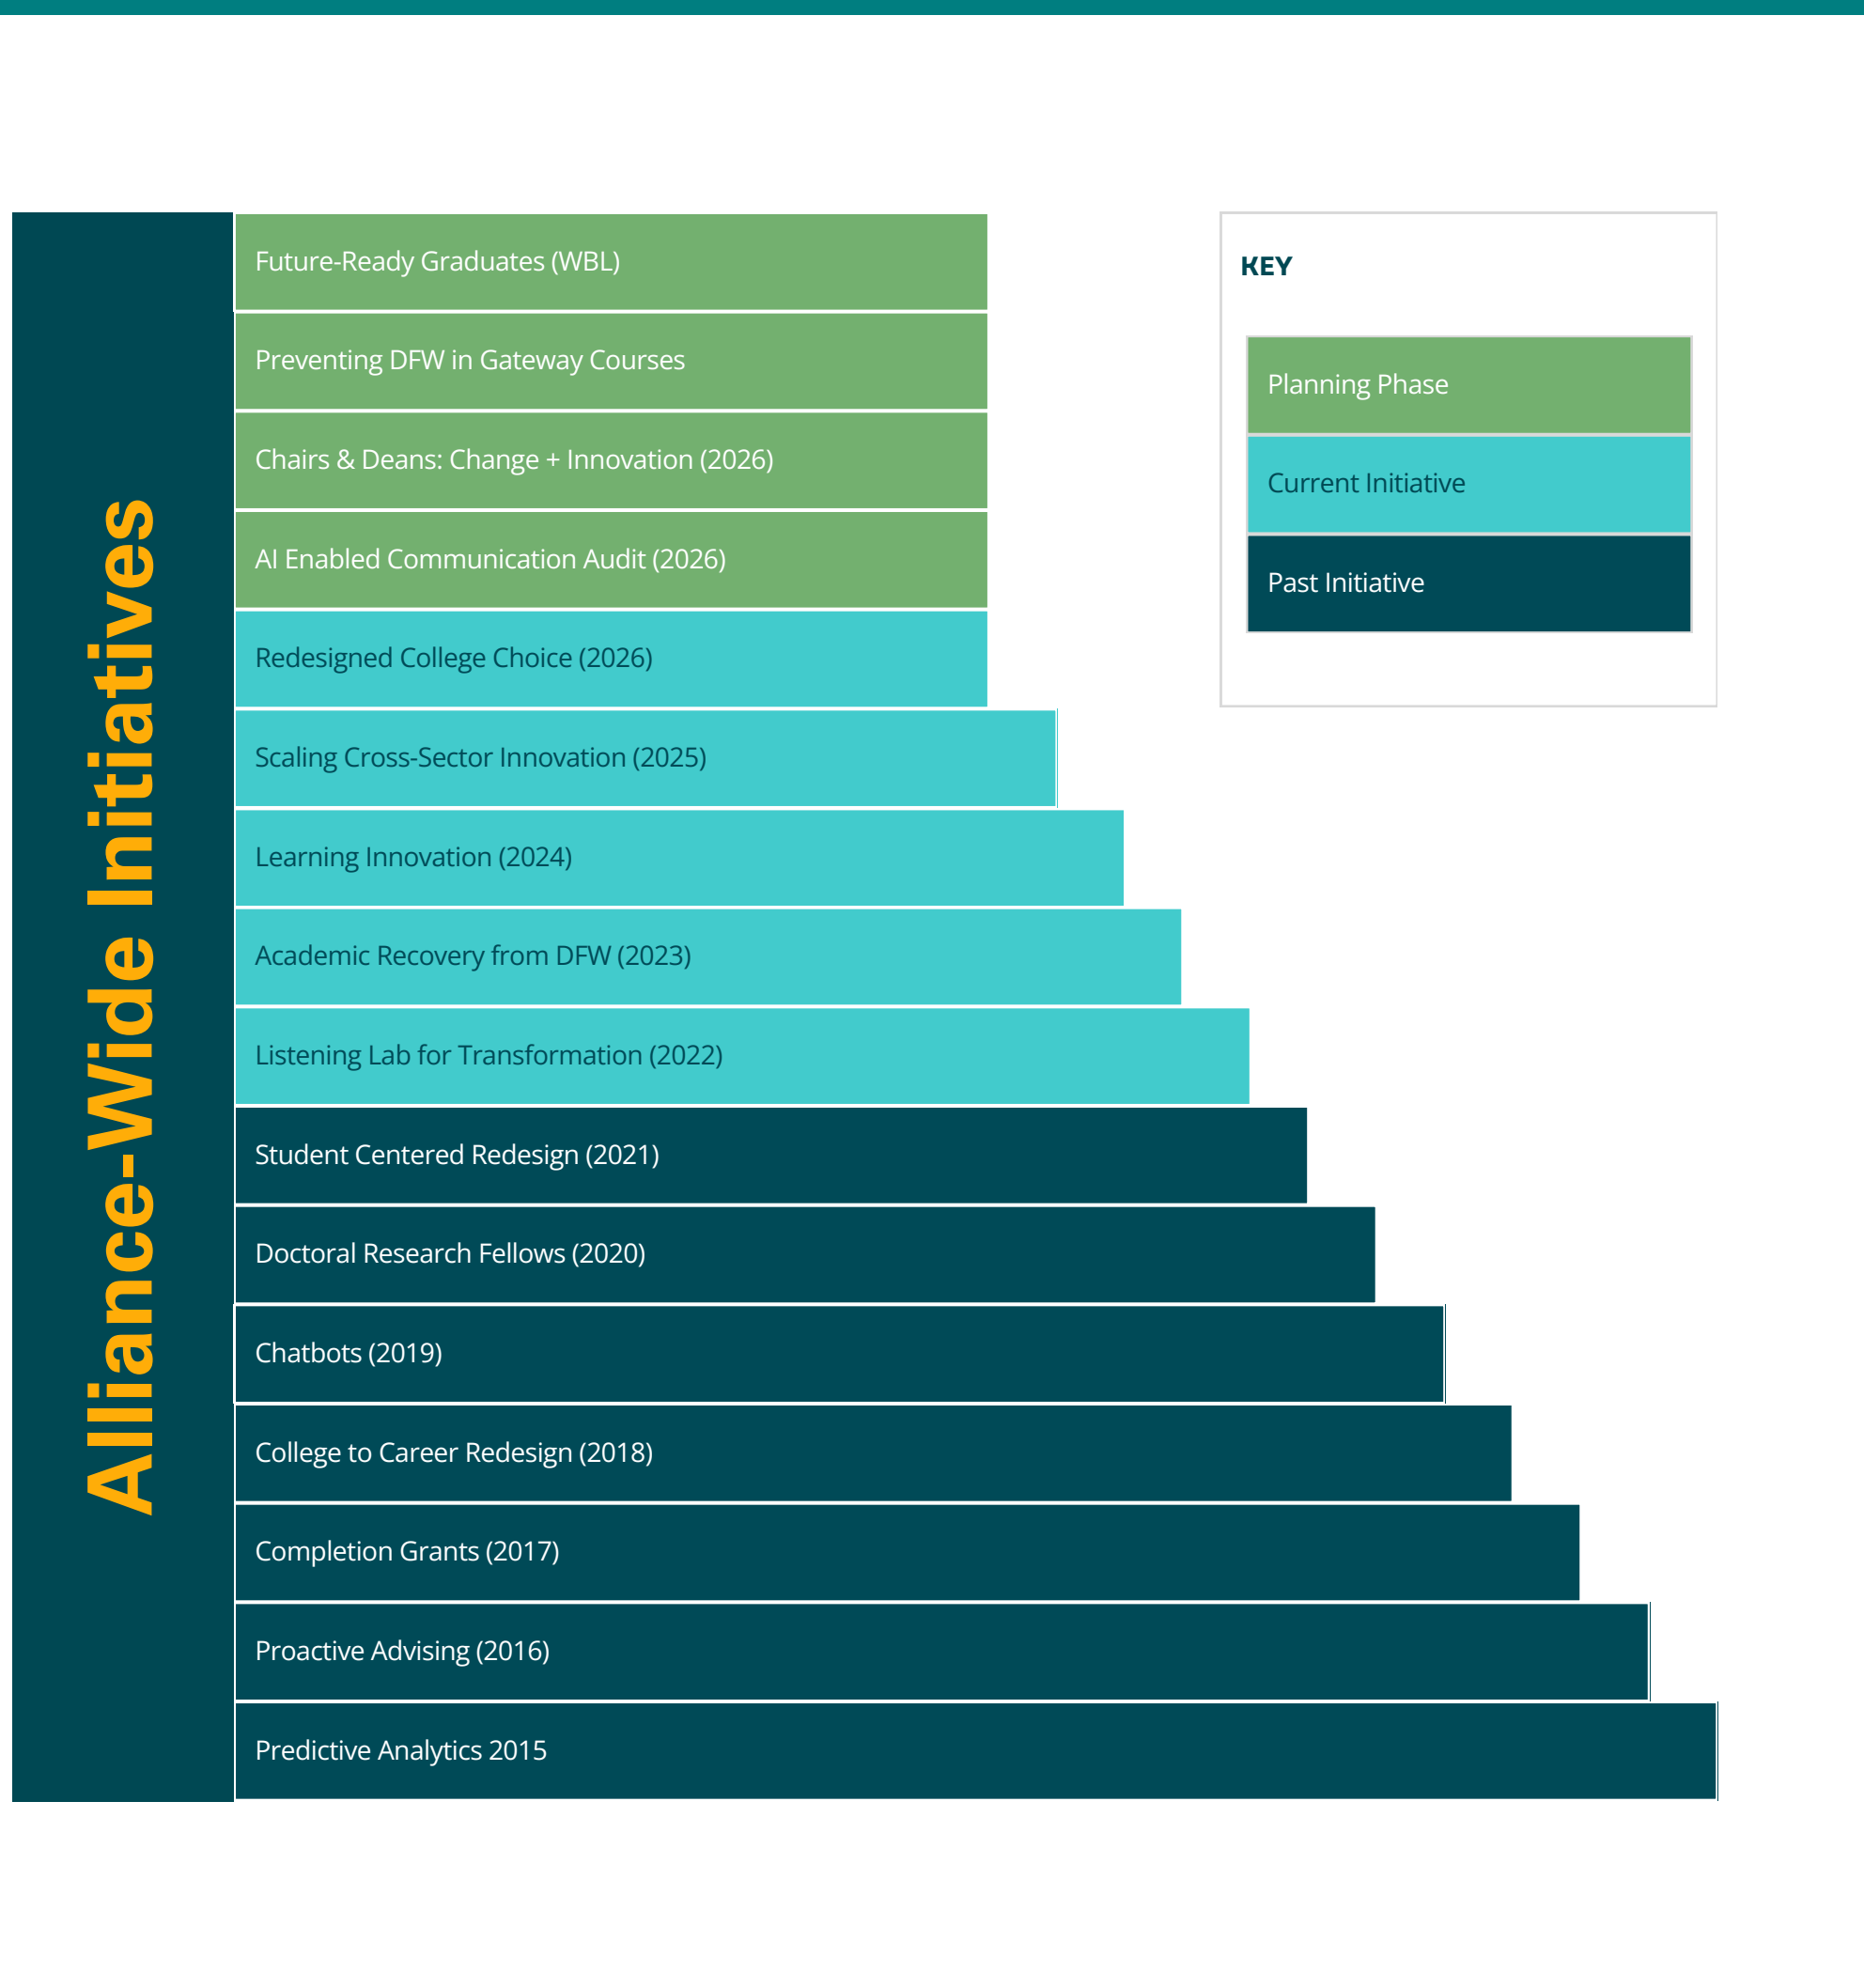 Alliance-Wide Initiatives
Future-Ready Graduates (WBL)
Preventing DFW in Gateway Courses
Chairs & Deans: Change + Innovation (2026)
AI Enabled Communication Audit (2026)
Redesigned College Choice (2026)
Scaling Cross-Sector Innovation (2025)
Learning Innovation (2024)
Academic Recovery from DFW (2023)
Listening Lab for Transformation (2022)
Student Centered Redesign (2021)
Doctoral Research Fellows (2020)
Chatbots (2019)
College to Career Redesign (2018)
Completion Grants (2017)
Proactive Advising (2016)
Predictive Analytics 2015
KEY
Planning Phase
Current Initiative
Past Initiative